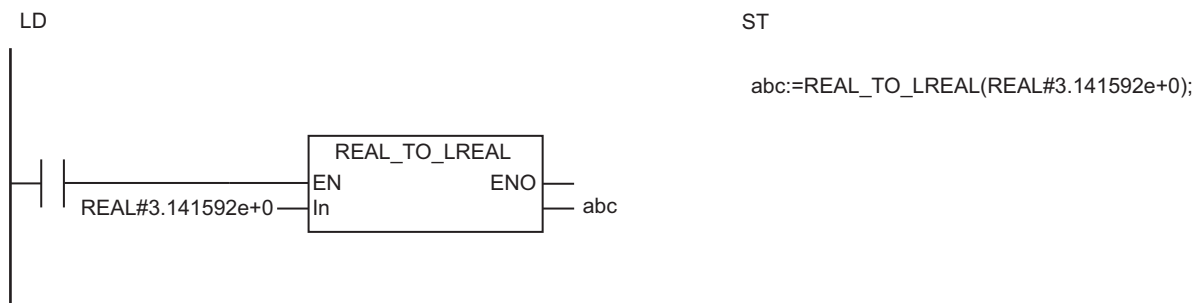 LD
ST
abc:=REAL_TO_LREAL(REAL#3.141592e+0);
REAL_TO_LREAL
EN ENO
REAL#3.141592e+0 In abc